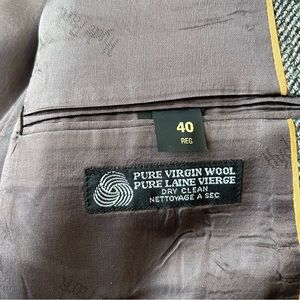 40
REG
PURE VIRGIN WOOL
PURE LAINE VIERGE
DRY CLEAN
NETTOYAGE A SEC